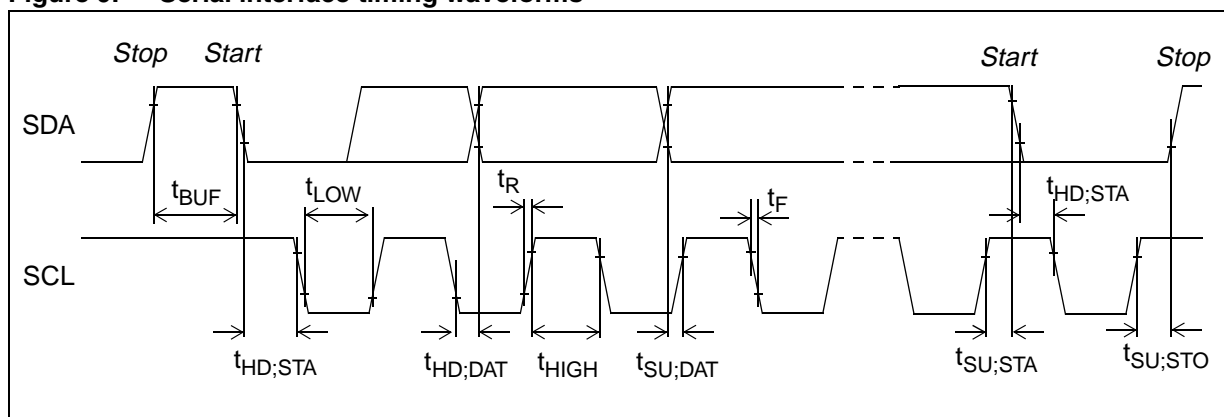 Figure 5. Serial interface timing waveforms
Stop Start Start Stop
SDA
tBUF tLOW tR tF tHD;STA
SCL
tHD;STA tHD;DAT tHIGH tSU;DAT tSU;STA tSU;STO